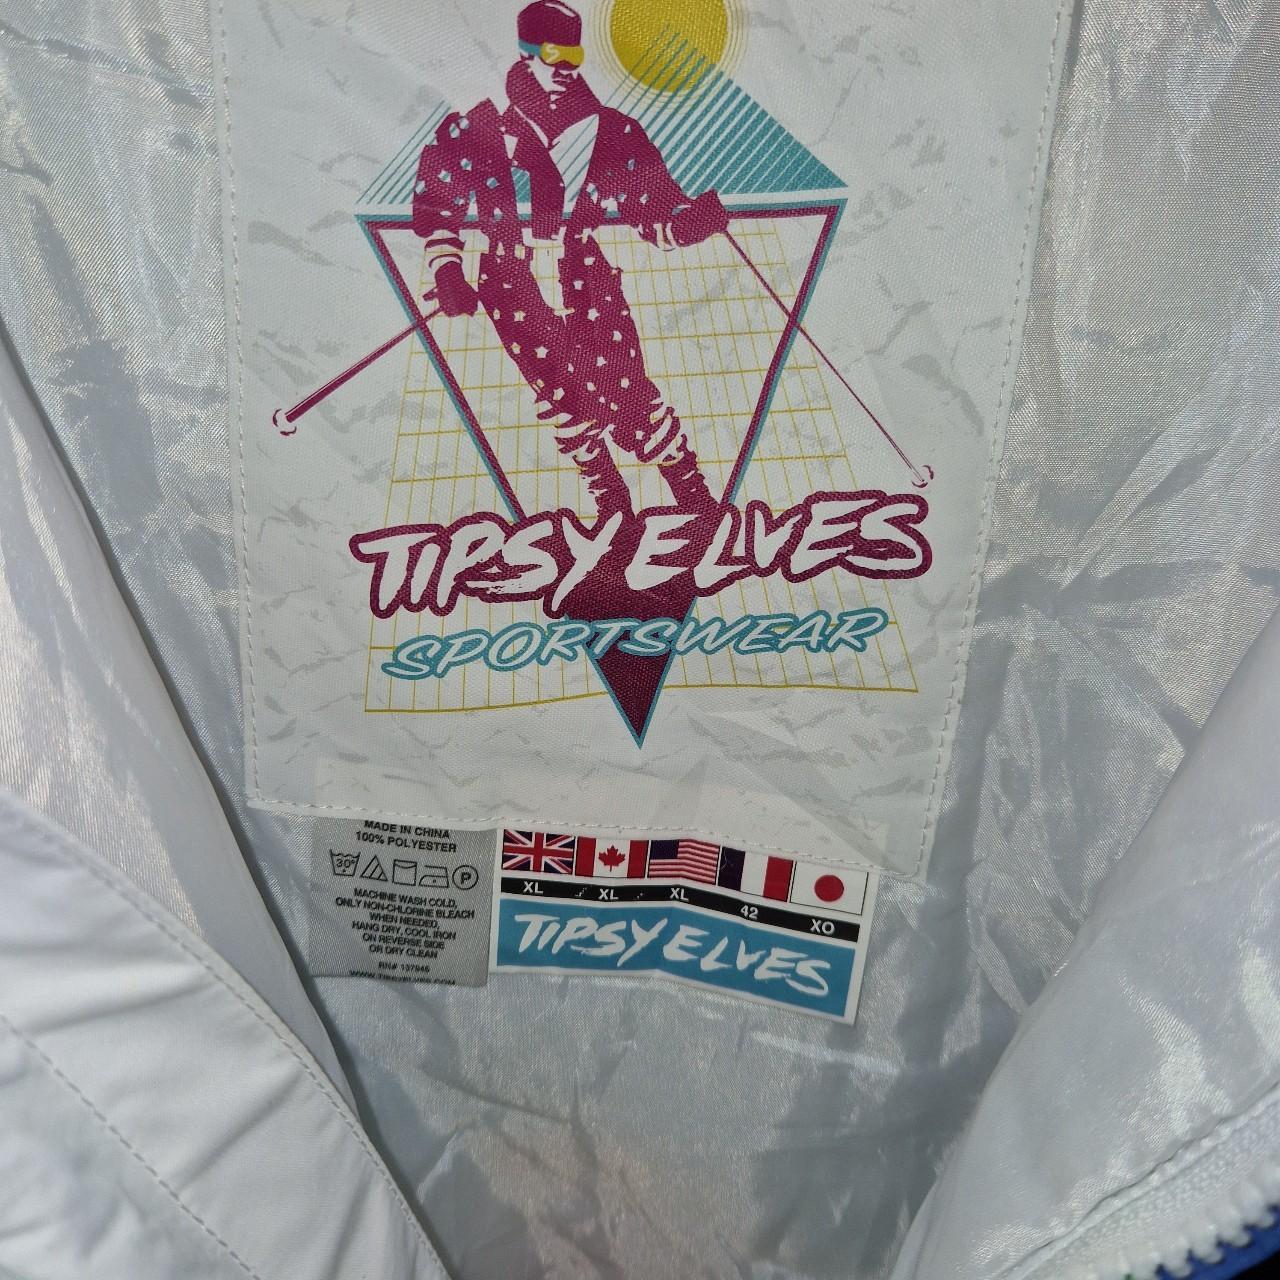 TIPSY ELVES
SPORTSWEAR
MADE IN CHINA
100% POLYESTER
30°
P
MACHINE WASH COLD,
ONLY NON-CHLORINE BLEACH
WHEN NEEDED,
HANG DRY, COOL IRON
ON REVERSE SIDE
OR DRY CLEAN
RN# 137946
XL XL XL 42 XO
TIPSY ELVES